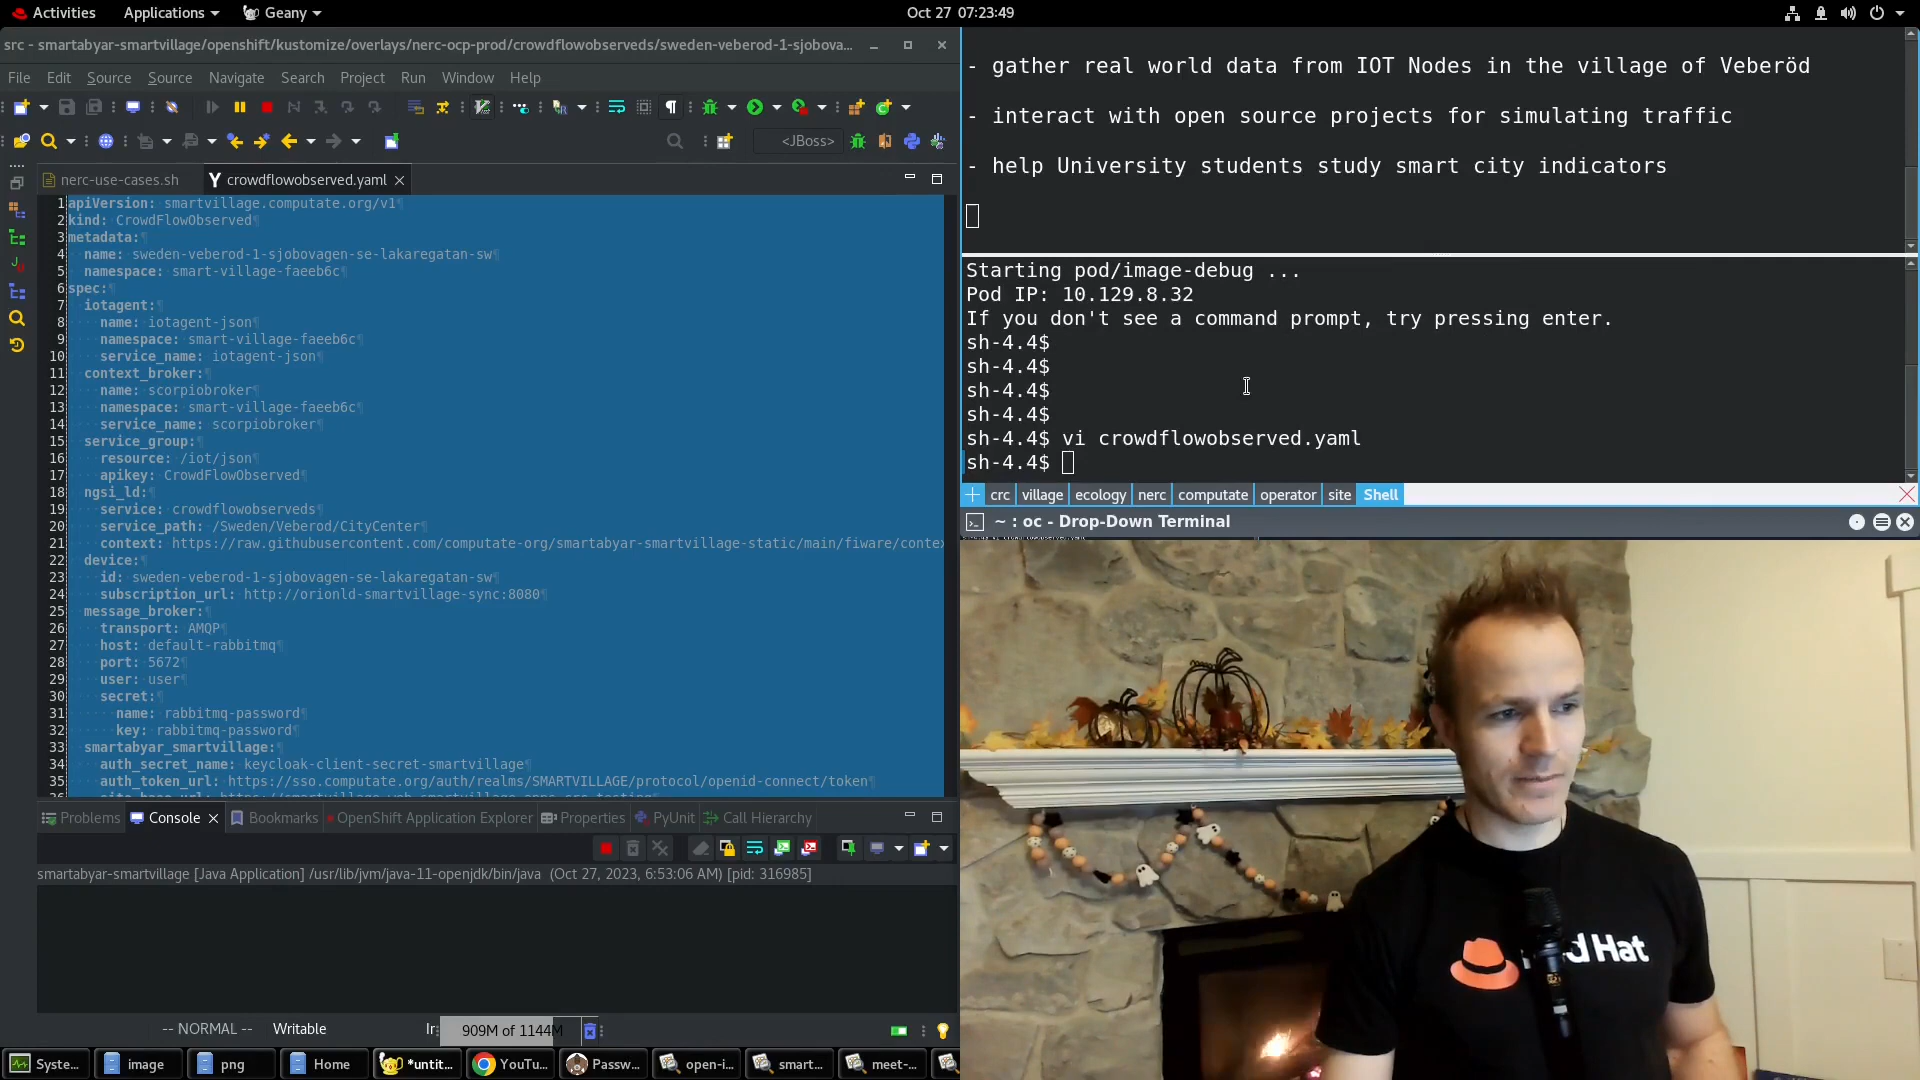 Activities
Applications
Geany
Oct 27 07:23:49
src - smartabyar-smartvillage/openshift/kustomize/overlays/nerc-ocp-prod/crowdflowobserveds/sweden-veberod-1-sjobova...
File Edit Source Source Navigate Search Project Run Window Help
<JBoss>
nerc-use-cases.sh
crowdflowobserved.yaml
1 apiVersion: smartvillage.computate.org/v1
2 kind: CrowdFlowObserved
3 metadata:
4 name: sweden-veberod-1-sjobovagen-se-lakaregatan-sw
5 namespace: smart-village-faeeb6c
6 spec:
7 iotagent:
8 name: iotagent-json
9 namespace: smart-village-faeeb6c
10 service_name: iotagent-json
11 context_broker:
12 name: scorpiobroker
13 namespace: smart-village-faeeb6c
14 service_name: scorpiobroker
15 service_group:
16 resource: /iot/json
17 apikey: CrowdFlowObserved
18 ngsi_ld:
19 service: crowdflowobserveds
20 service_path: /Sweden/Veberod/CityCenter
21 context: https://raw.githubusercontent.com/computate-org/smartabyar-smartvillage-static/main/fiware/contex
22 device:
23 id: sweden-veberod-1-sjobovagen-se-lakaregatan-sw
24 subscription_url: http://orionld-smartvillage-sync:8080
25 message_broker:
26 transport: AMQP
27 host: default-rabbitmq
28 port: 5672
29 user: user
30 secret:
31 name: rabbitmq-password
32 key: rabbitmq-password
33 smartabyar_smartvillage:
34 auth_secret_name: keycloak-client-secret-smartvillage
35 auth_token_url: https://sso.computate.org/auth/realms/SMARTVILLAGE/protocol/openid-connect/token
Problems Console Bookmarks OpenShift Application Explorer Properties PyUnit Call Hierarchy
smartabyar-smartvillage [Java Application] /usr/lib/jvm/java-11-openjdk/bin/java (Oct 27, 2023, 6:53:06 AM) [pid: 316985]
-- NORMAL -- Writable 909M of 1144M
Syste... image png Home *untit... YouTu... Passw... open-i... smart... meet-...
- gather real world data from IOT Nodes in the village of Veberöd
- interact with open source projects for simulating traffic
- help University students study smart city indicators
Starting pod/image-debug ...
Pod IP: 10.129.8.32
If you don't see a command prompt, try pressing enter.
sh-4.4$
sh-4.4$
sh-4.4$
sh-4.4$
sh-4.4$ vi crowdflowobserved.yaml
sh-4.4$
crc village ecology nerc computate operator site Shell
~ : oc - Drop-Down Terminal
d Hat